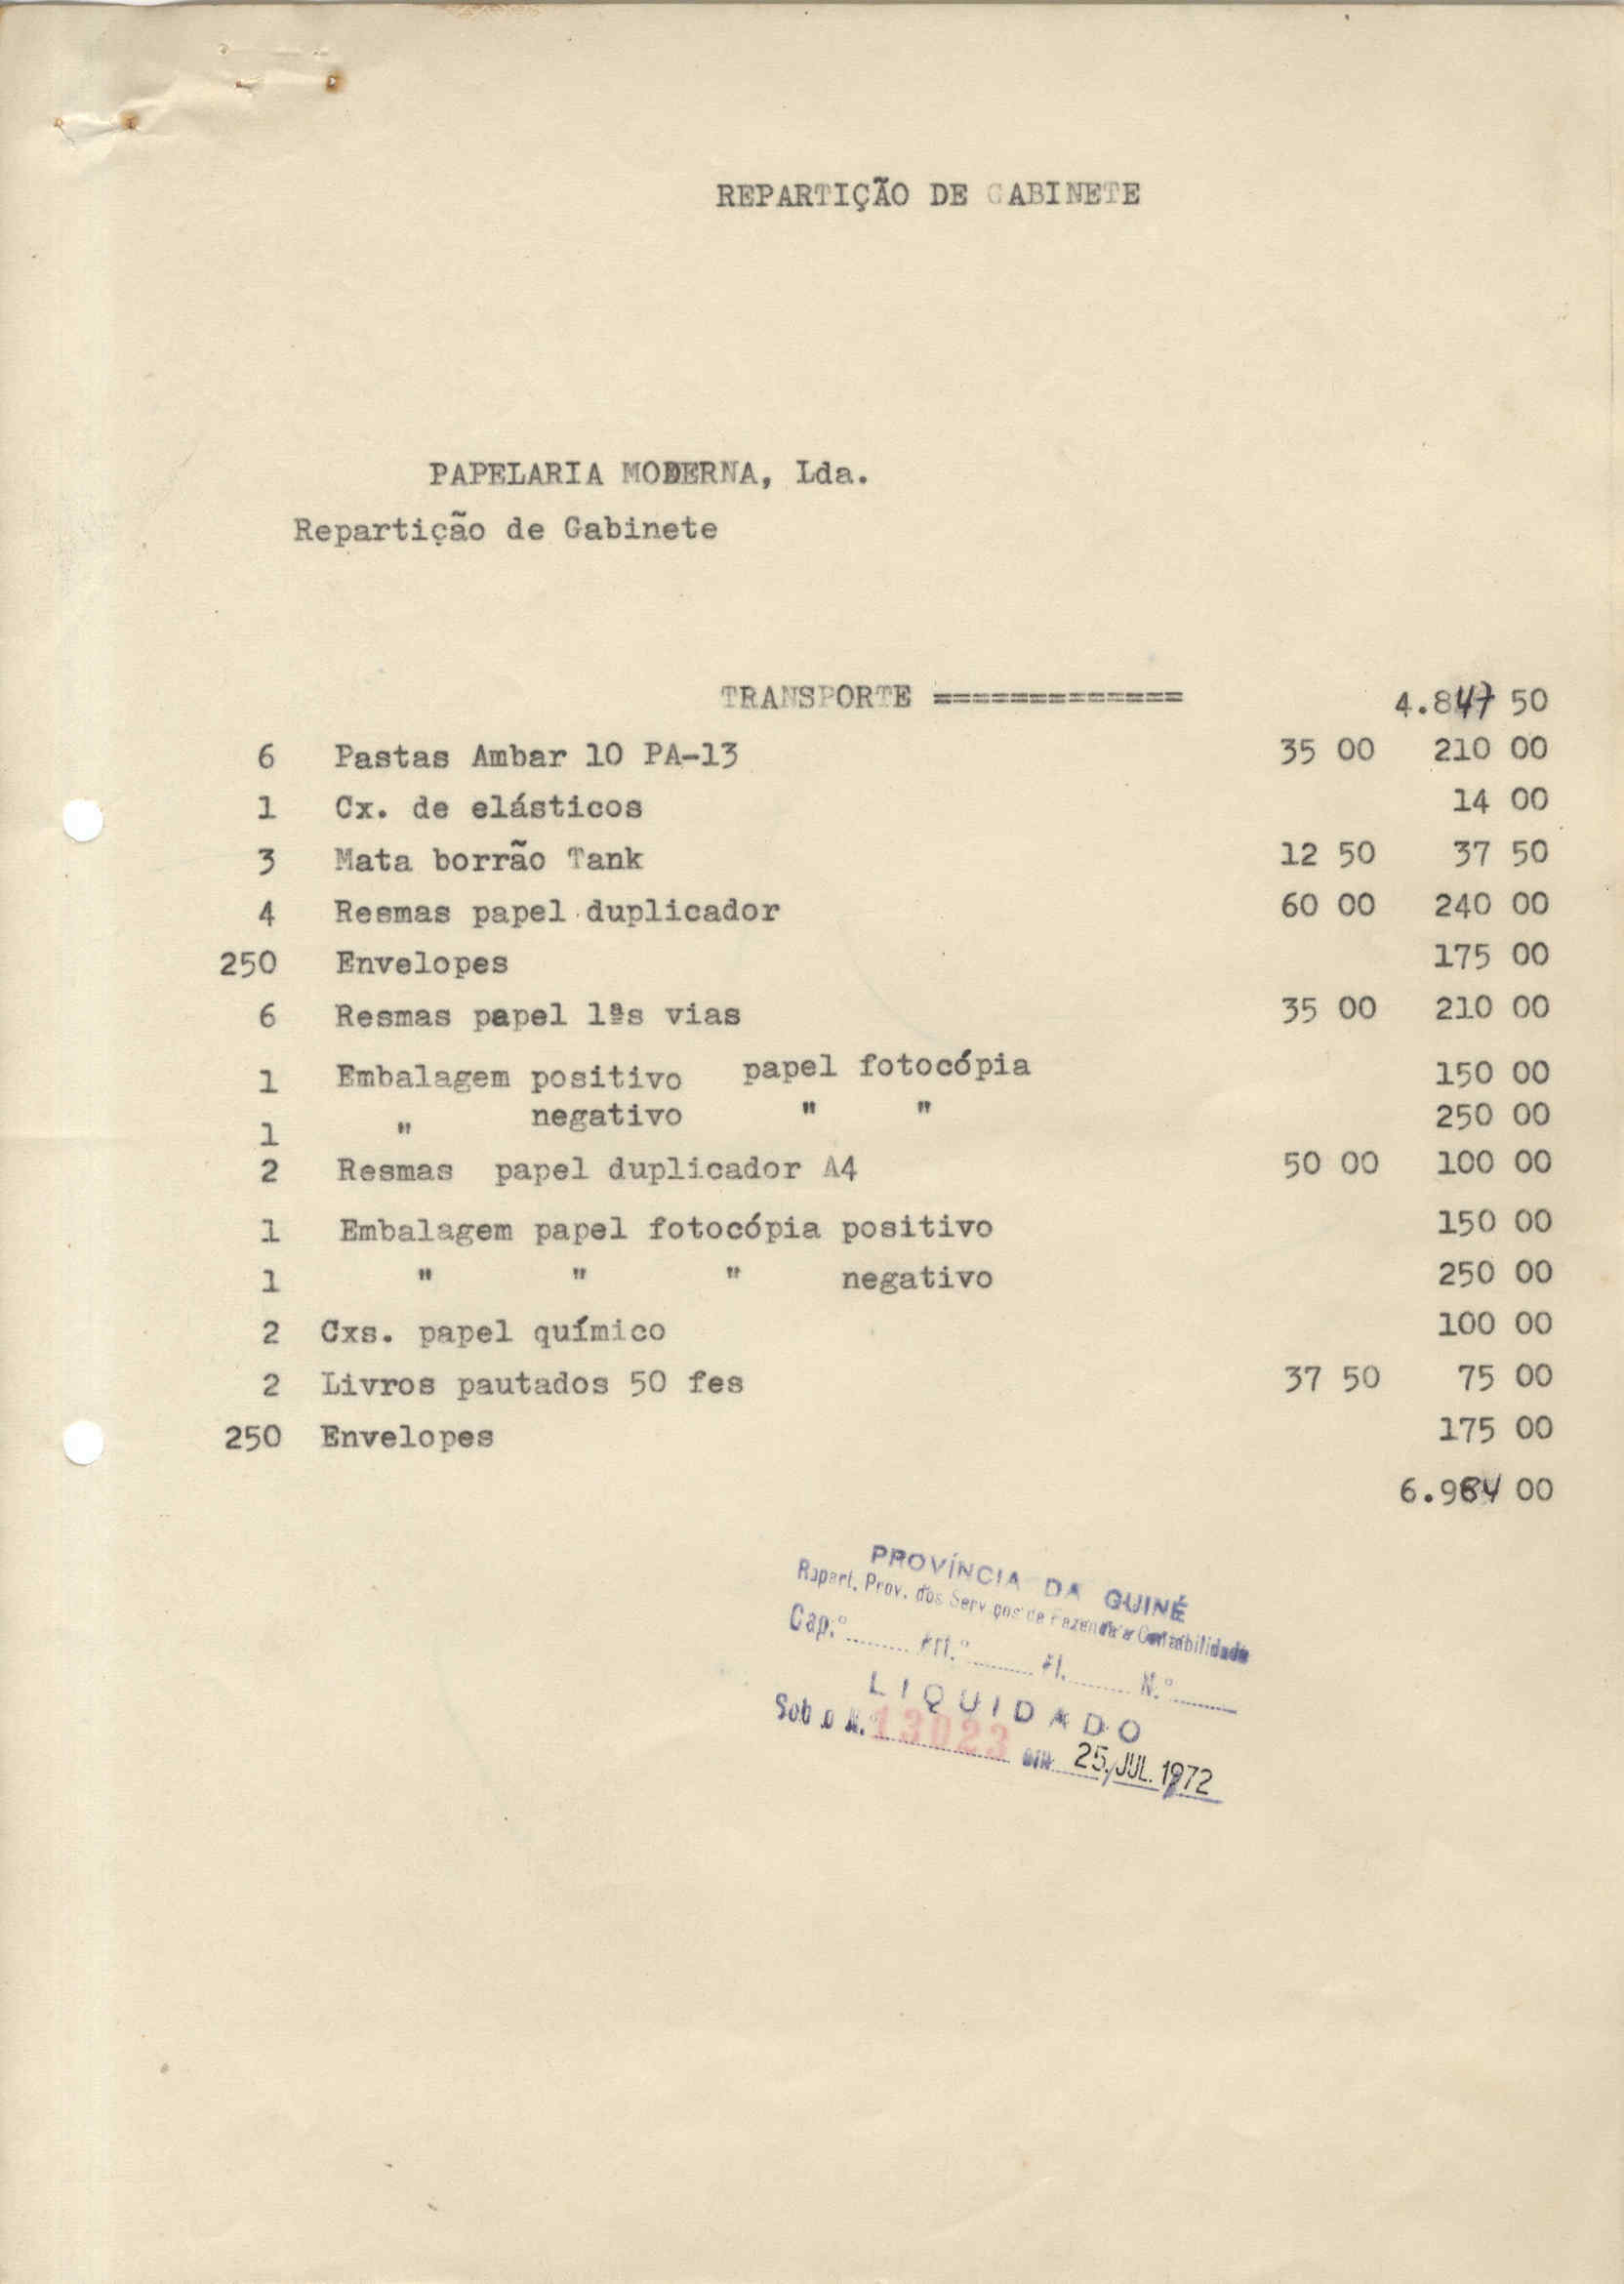 REPARTIÇÃO DE GABINETE
PAPELARIA MODERNA, Lda.
Repartição de Gabinete
TRANSPORTE ============= 4.847 50
6 Pastas Ambar 10 PA-13 35 00 210 00
1 Cx. de elásticos 14 00
3 Mata borrão Tank 12 50 37 50
4 Resmas papel duplicador 60 00 240 00
250 Envelopes 175 00
6 Resmas papel 1ªs vias 35 00 210 00
1 Embalagem positivo papel fotocópia 150 00
1 " negativo " " 250 00
2 Resmas papel duplicador A4 50 00 100 00
1 Embalagem papel fotocópia positivo 150 00
1 " " " negativo 250 00
2 Cxs. papel químico 100 00
2 Livros pautados 50 fes 37 50 75 00
250 Envelopes 175 00
6.984 00
PROVÍNCIA DA GUINÉ
Repart. Prov. dos Serviços de Fazenda e Contabilidade
Cap.º ........ Art.º ........ Fl. ........ N.º ........
LIQUIDADO
Sob o N.º 13023 em 25. JUL. 1972